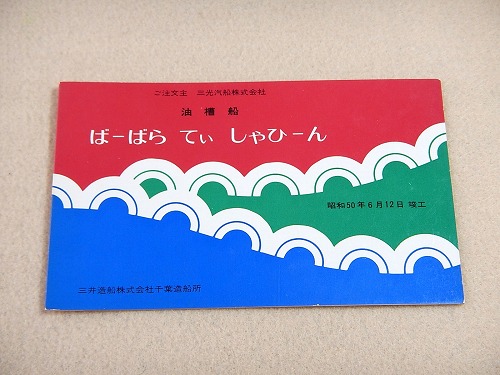 ご注文主 三光汽船株式会社
油槽船
ばーばら てぃ しゃひーん
昭和50年6月12日 竣工
三井造船株式会社千葉造船所